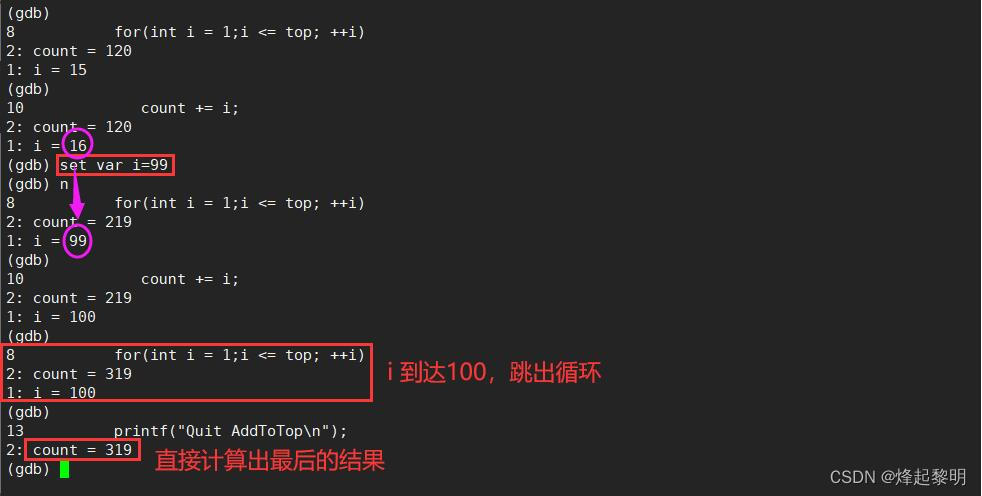 (gdb)
8           for(int i = 1;i <= top; ++i)
2: count = 120
1: i = 15
(gdb)
10              count += i;
2: count = 120
1: i = 16
(gdb) set var i=99
(gdb) n
8           for(int i = 1;i <= top; ++i)
2: count = 219
1: i = 99
(gdb)
10              count += i;
2: count = 219
1: i = 100
(gdb)
8           for(int i = 1;i <= top; ++i)
2: count = 319
i 到达100，跳出循环
1: i = 100
(gdb)
13          printf("Quit AddToTop\n");
2: count = 319
直接计算出最后的结果
(gdb)
CSDN @烽起黎明